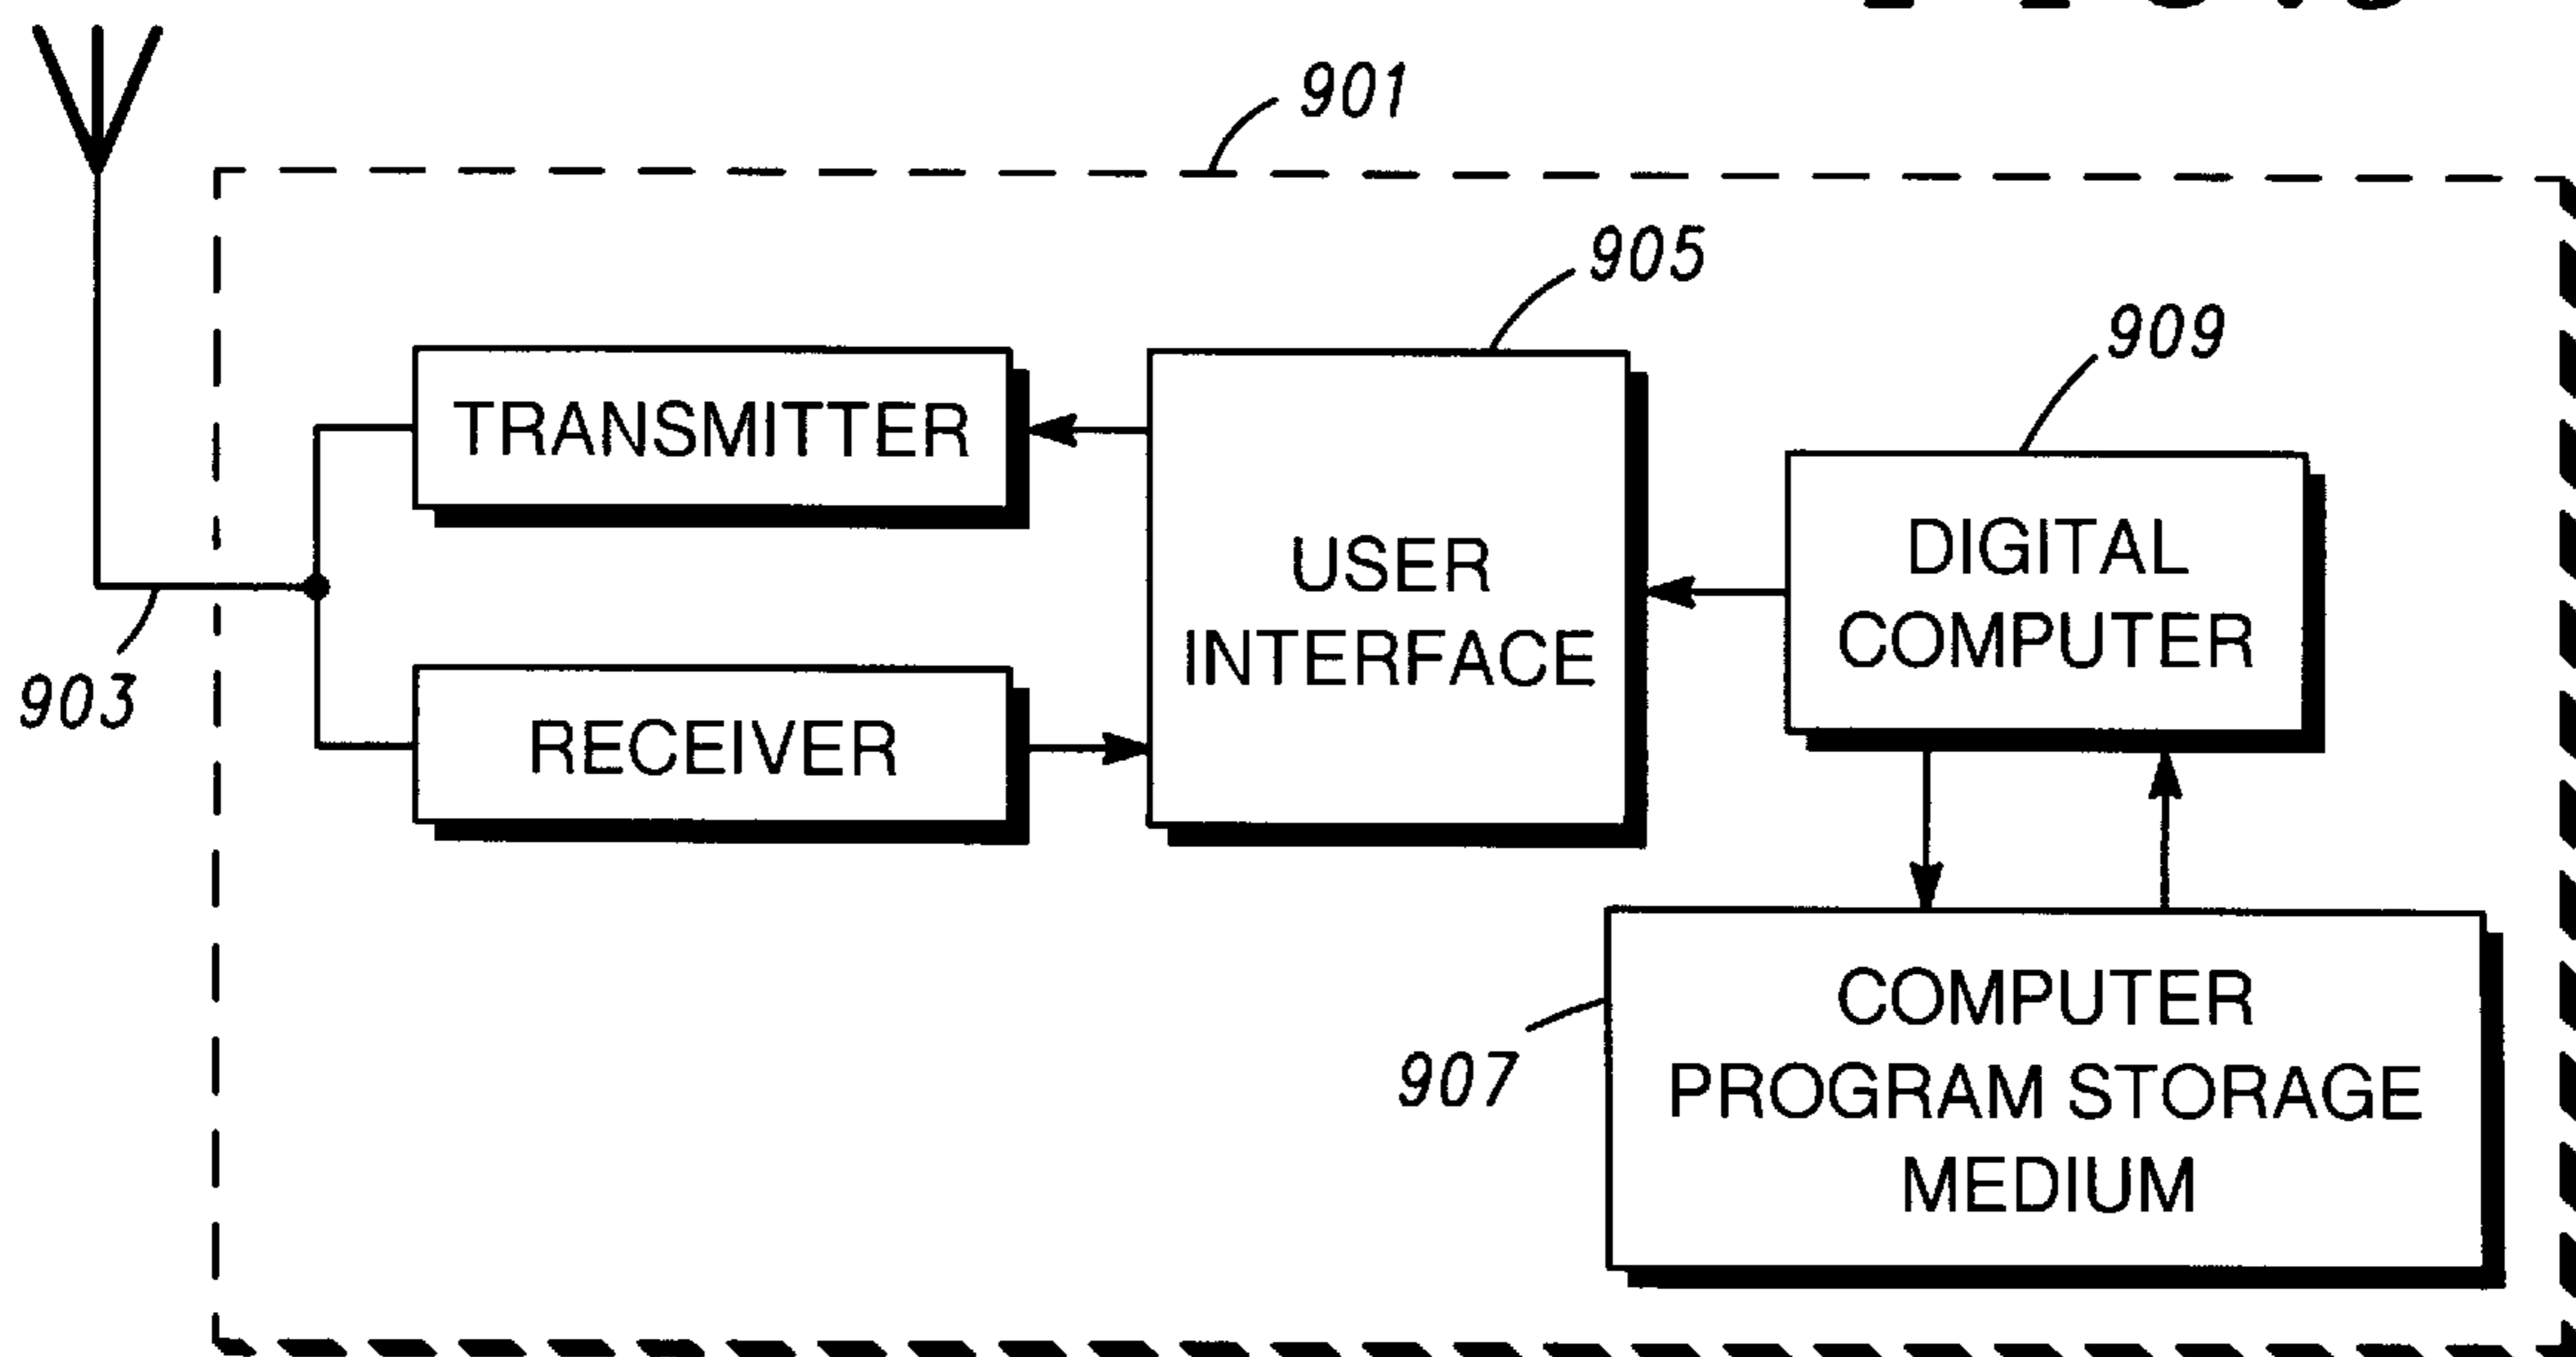 901
905
909
TRANSMITTER
USER
INTERFACE
DIGITAL
COMPUTER
903
RECEIVER
COMPUTER
PROGRAM STORAGE
MEDIUM
907